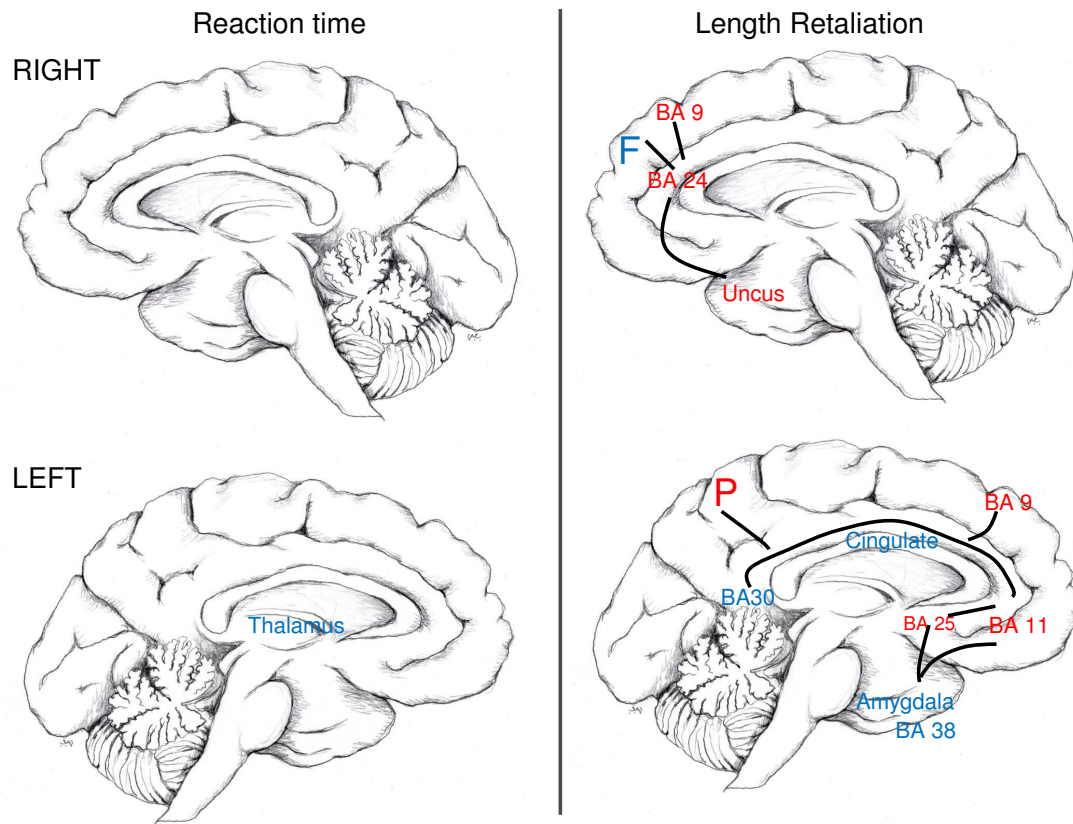 Reaction time
Length Retaliation
RIGHT
BA 9
F
BA 24
Uncus
LEFT
Thalamus
P
BA 9
Cingulate
BA30
BA 25
BA 11
Amygdala
BA 38